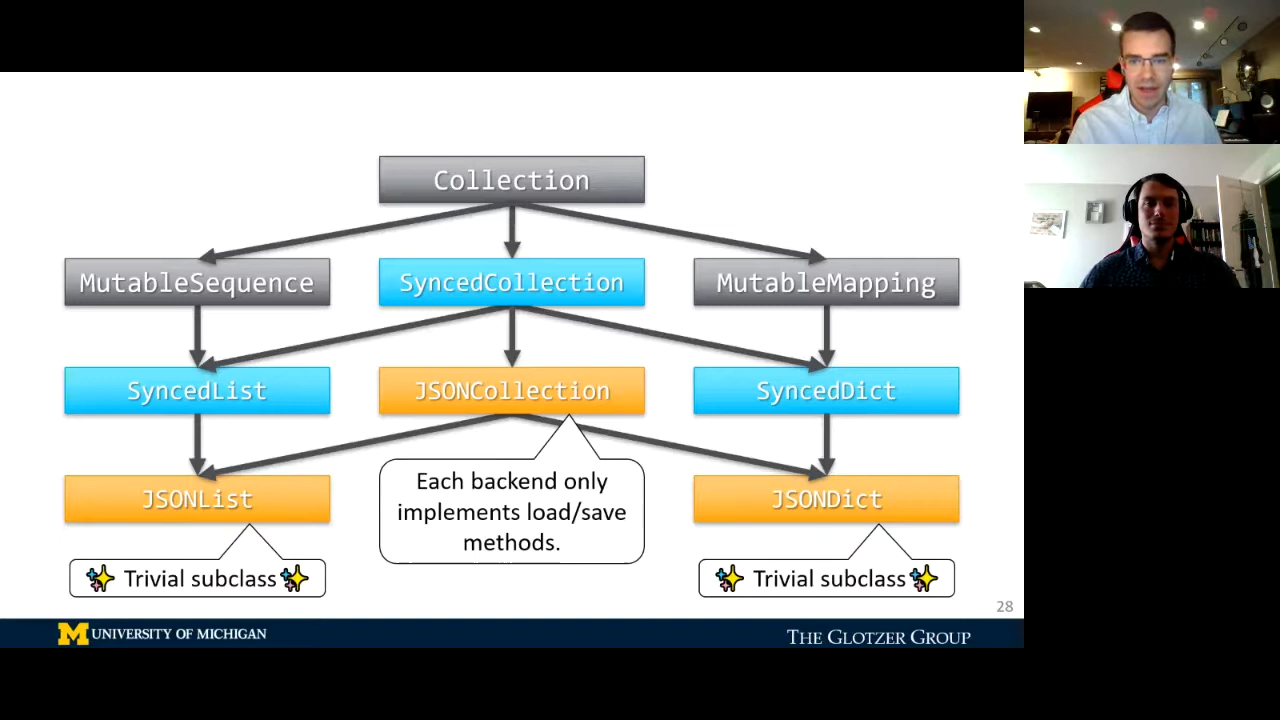 Collection
MutableSequence
SyncedCollection
MutableMapping
SyncedList
JSONCollection
SyncedDict
JSONList
Each backend only
implements load/save
methods.
JSONDict
✨ Trivial subclass ✨
✨ Trivial subclass ✨
28
M UNIVERSITY OF MICHIGAN
THE GLOTZER GROUP